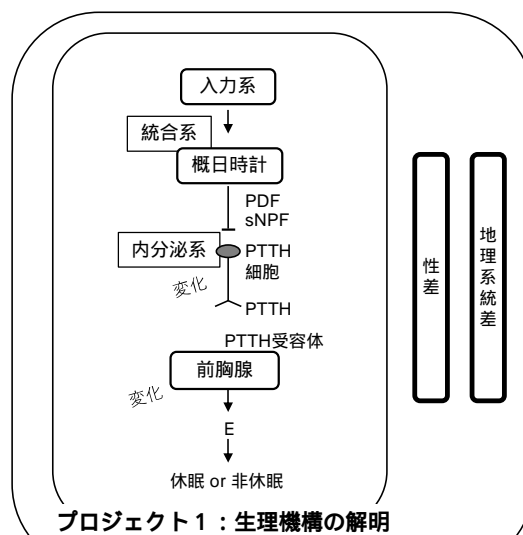 入力系
統合系
概日時計
PDF
sNPF
内分泌系
PTTH
細胞
変化
PTTH
PTTH受容体
前胸腺
変化
E
休眠 or 非休眠
性差
地理系統差
プロジェクト1：生理機構の解明